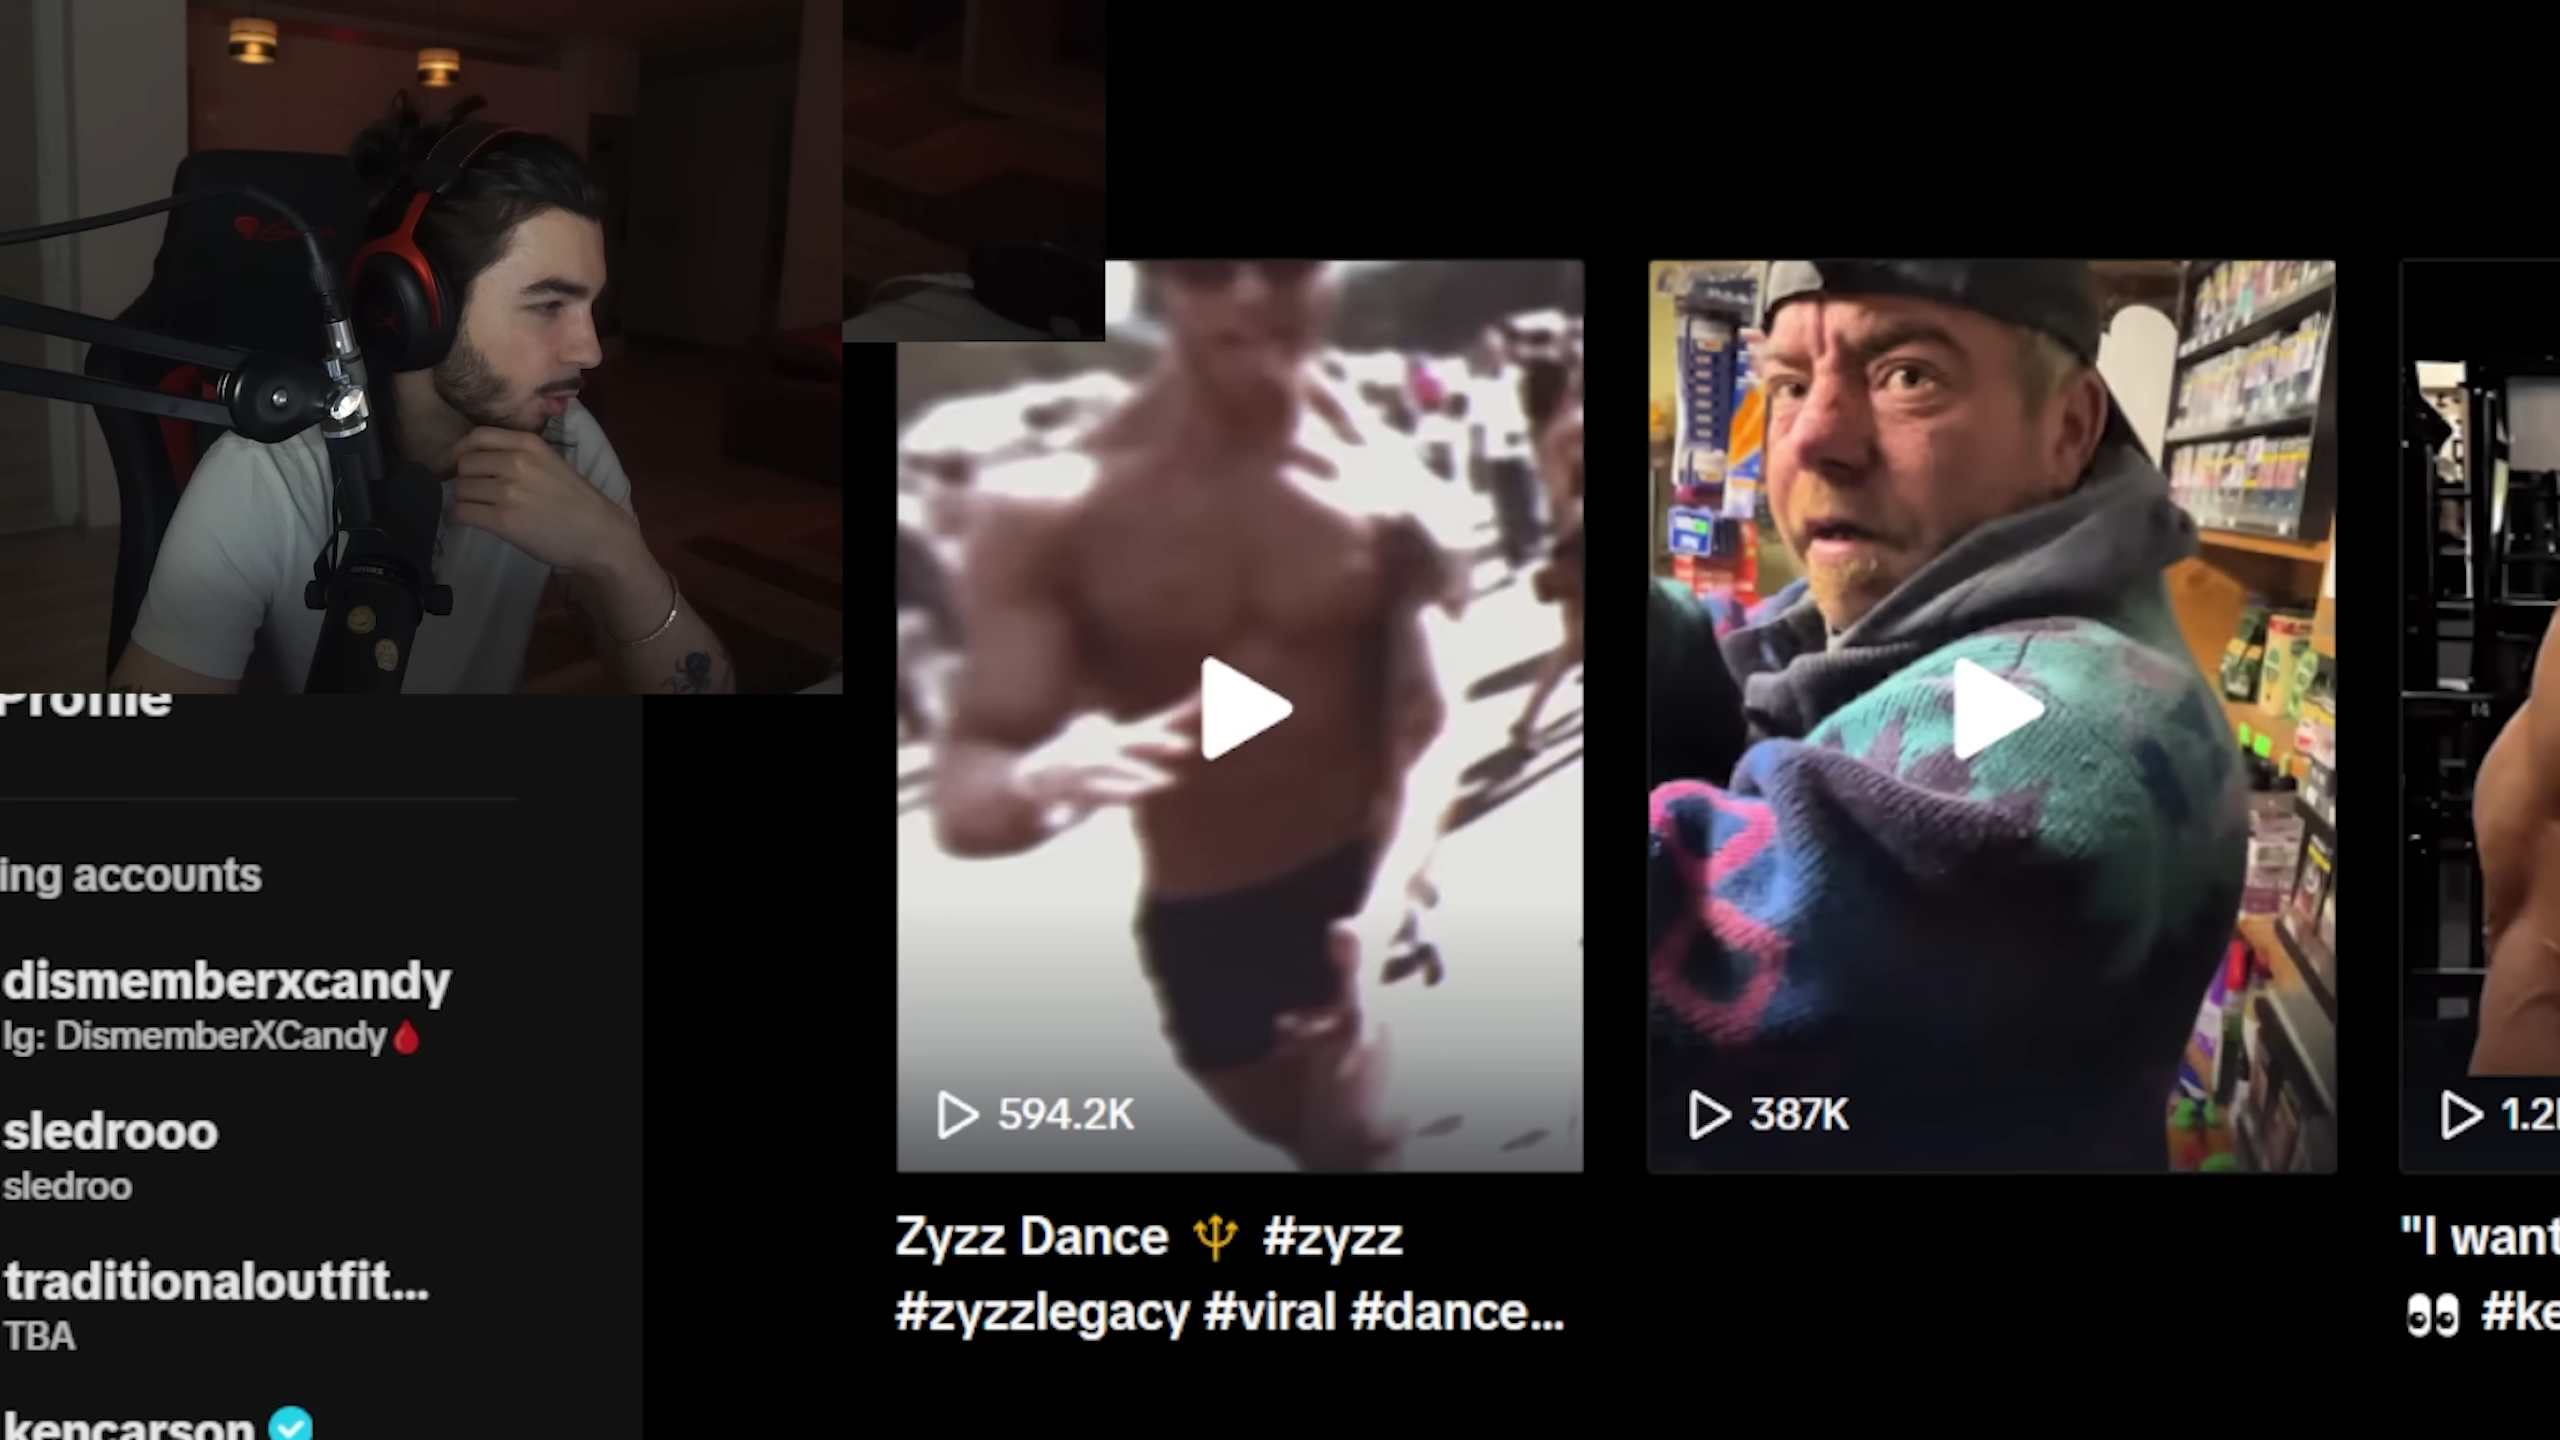 Profile
ing accounts
dismemberxcandy
Ig: DismemberXCandy🩸
sledrooo
sledroo
traditionaloutfit...
TBA
kencarson
594.2K
Zyzz Dance 🔱 #zyzz
#zyzzlegacy #viral #dance...
387K
1.2
"I want
👀 #ke